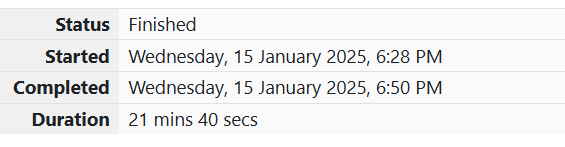 Status Finished
Started Wednesday, 15 January 2025, 6:28 PM
Completed Wednesday, 15 January 2025, 6:50 PM
Duration 21 mins 40 secs